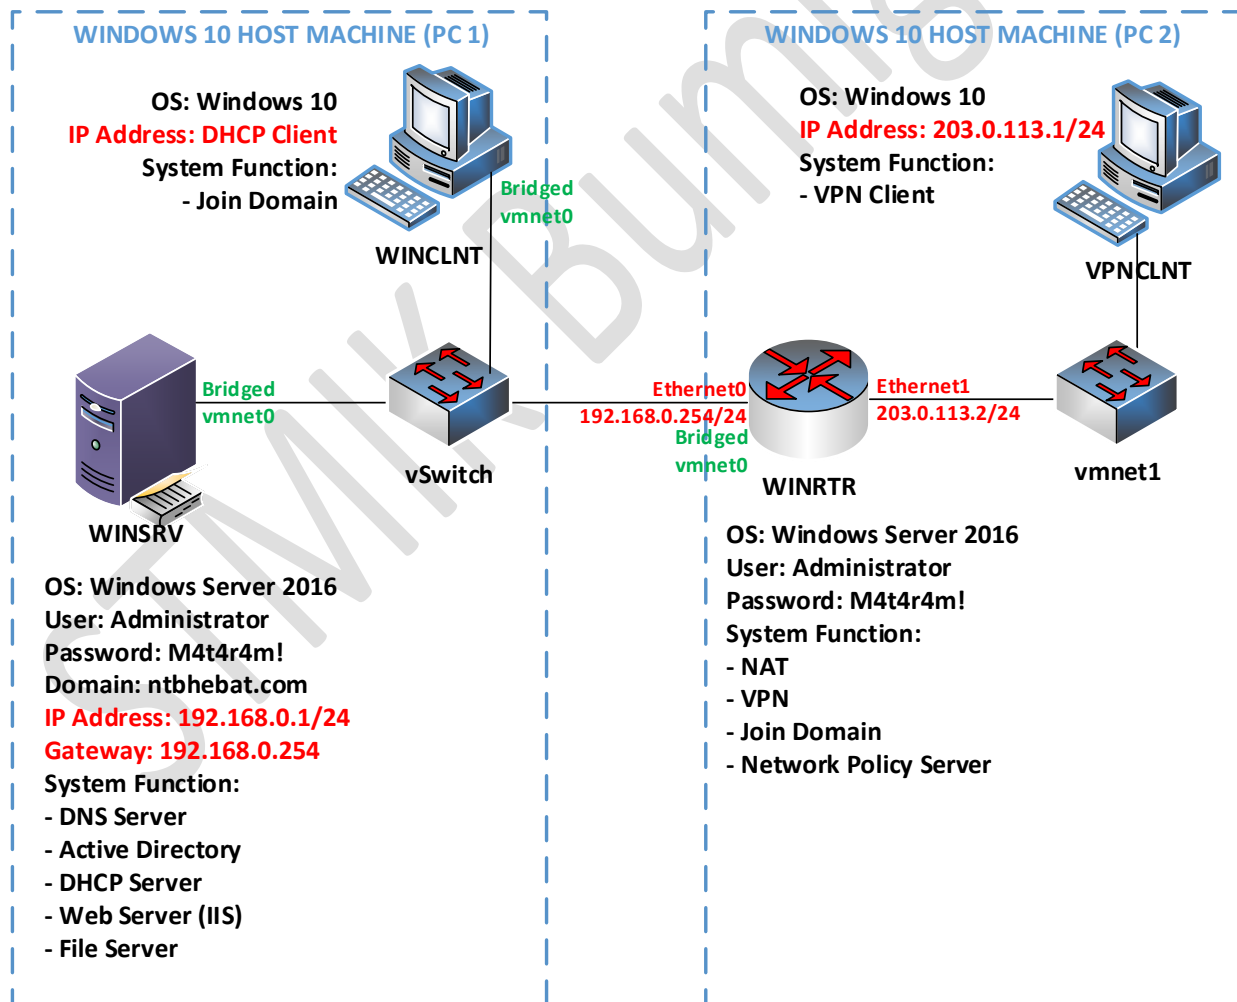 WINDOWS 10 HOST MACHINE (PC 1)
OS: Windows 10
IP Address: DHCP Client
System Function:
- Join Domain
Bridged
vmnet0
WINCLNT
Bridged
vmnet0
vSwitch
WINSRV
OS: Windows Server 2016
User: Administrator
Password: M4t4r4m!
Domain: ntbhebat.com
IP Address: 192.168.0.1/24
Gateway: 192.168.0.254
System Function:
- DNS Server
- Active Directory
- DHCP Server
- Web Server (IIS)
- File Server
WINDOWS 10 HOST MACHINE (PC 2)
OS: Windows 10
IP Address: 203.0.113.1/24
System Function:
- VPN Client
VPNCLNT
Ethernet0
192.168.0.254/24
Bridged
vmnet0
Ethernet1
203.0.113.2/24
WINRTR
vmnet1
OS: Windows Server 2016
User: Administrator
Password: M4t4r4m!
System Function:
- NAT
- VPN
- Join Domain
- Network Policy Server
STMIK Bumig